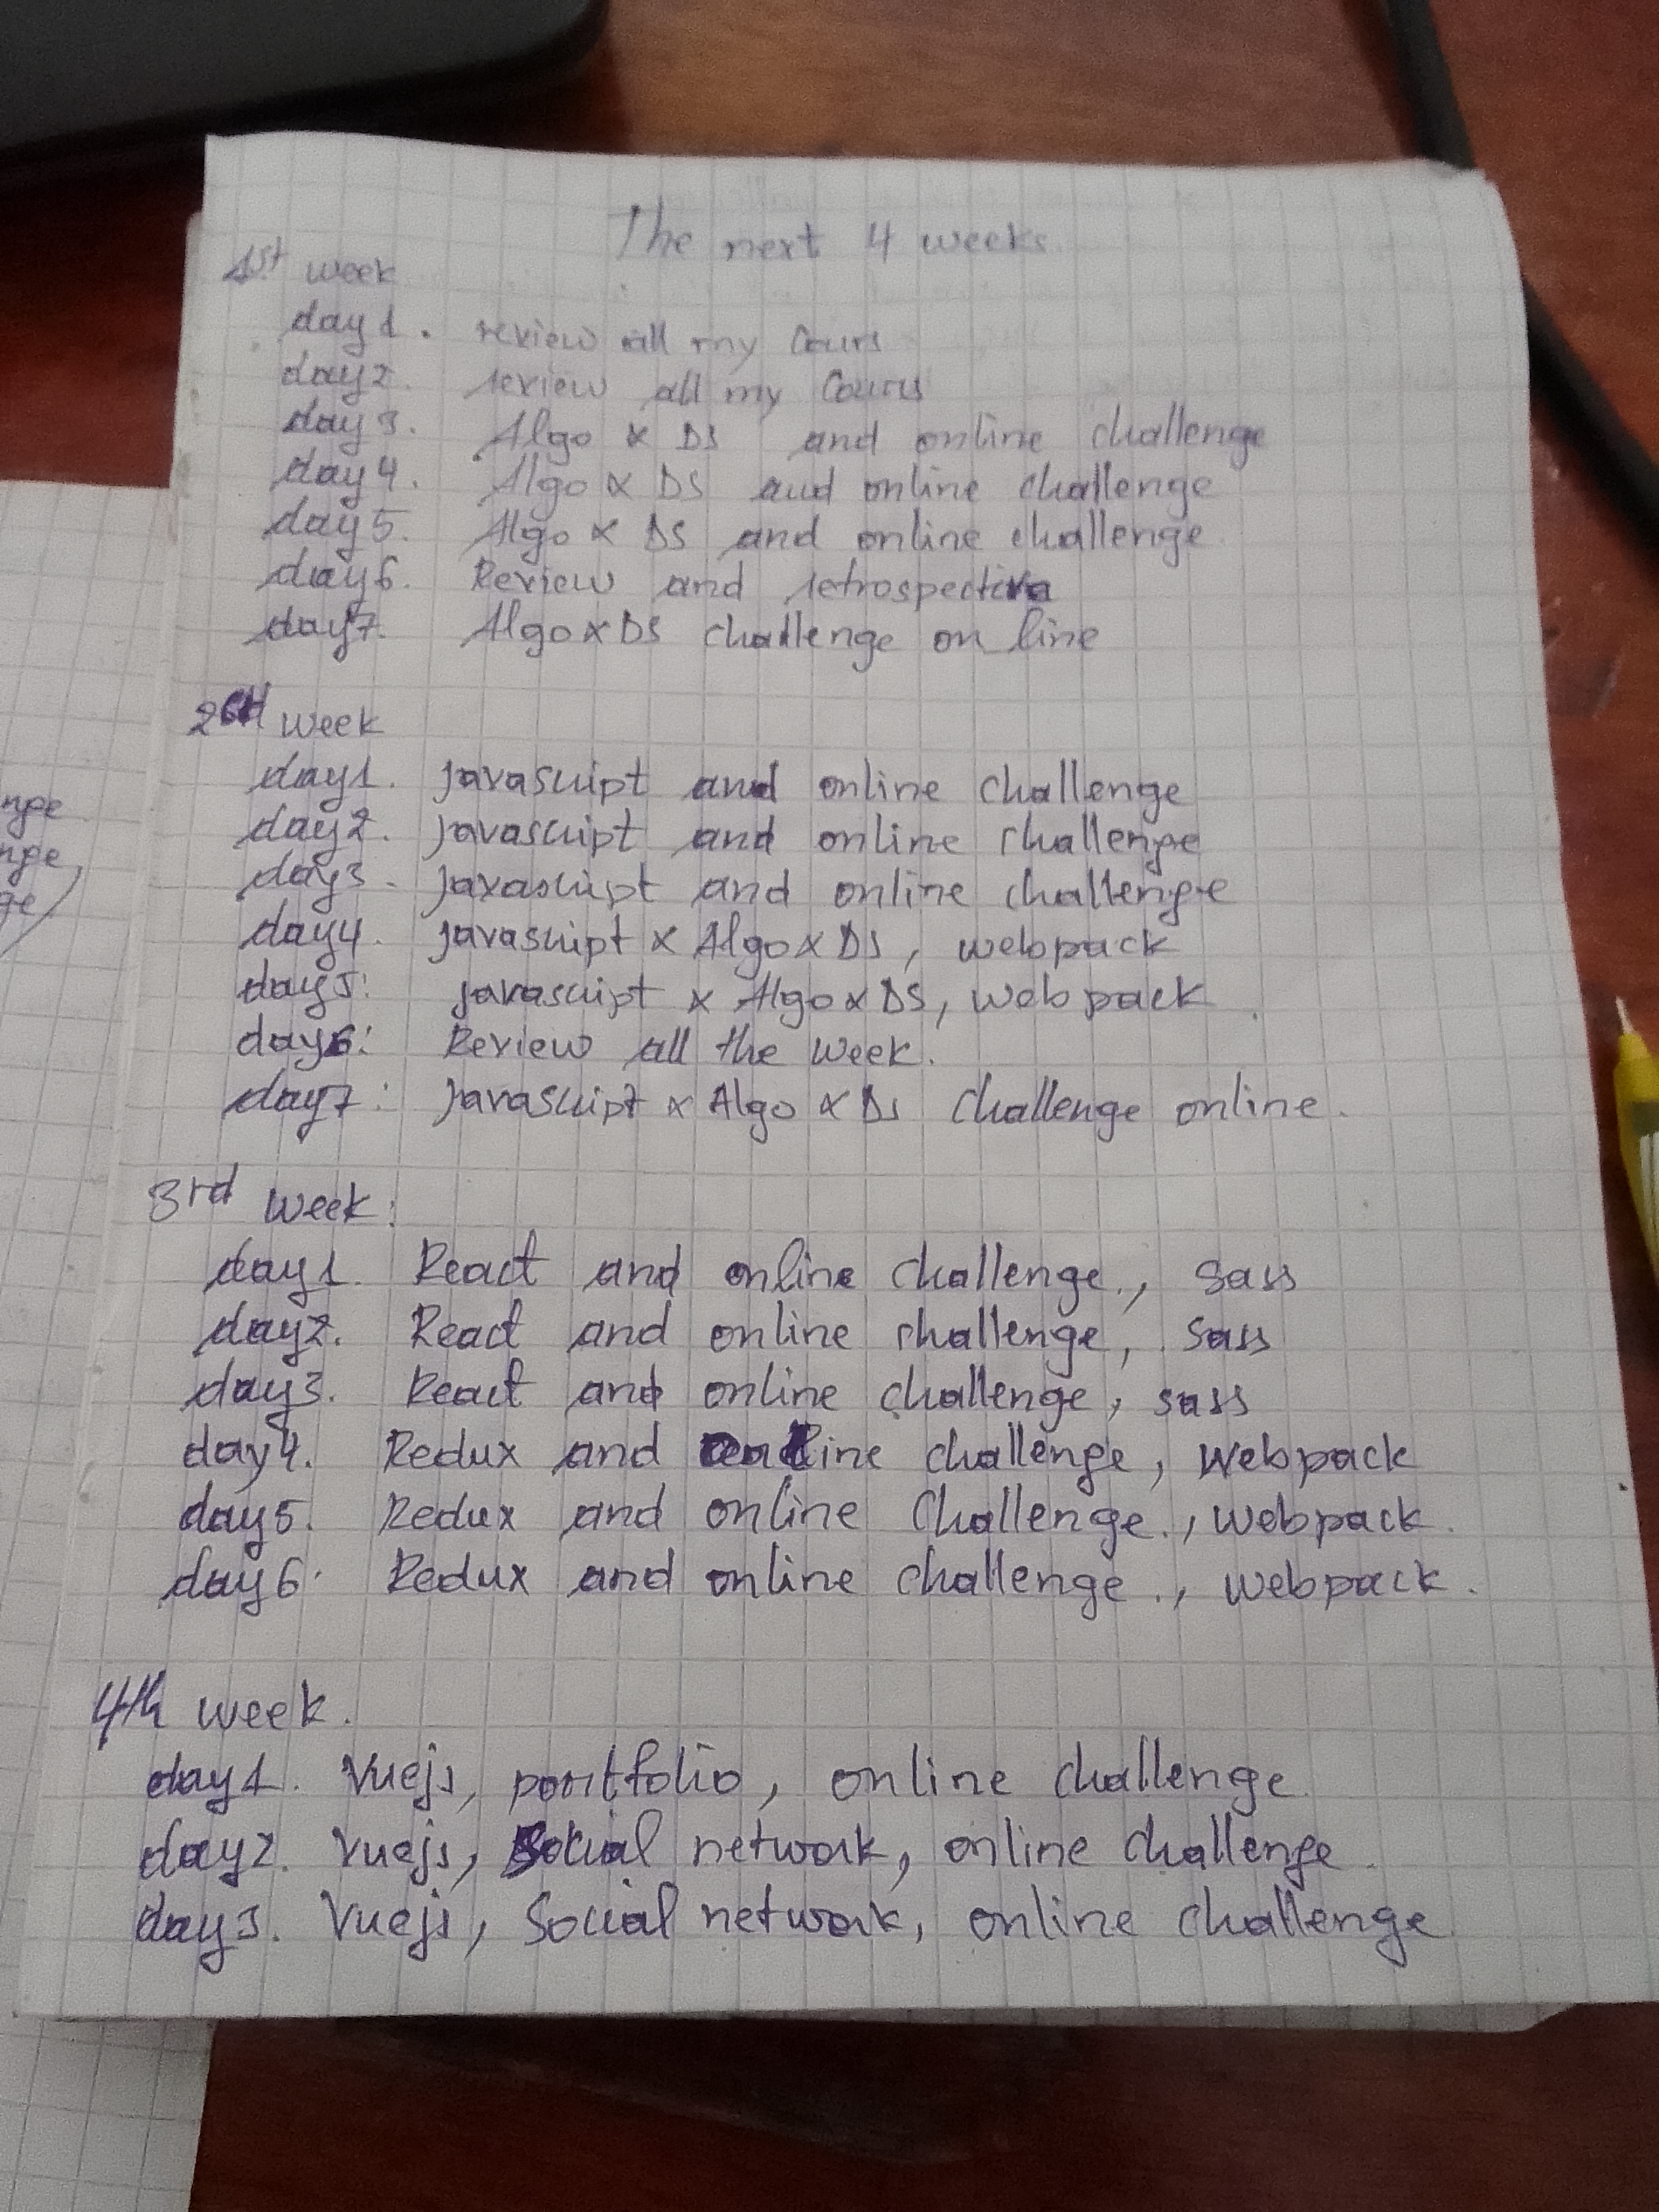 The next 4 weeks
1st week
day1. review all my Cours
day2. review all my Cours
day3. Algo & DS and online challenge
day4. Algo & DS and online challenge
day5. Algo & DS and online challenge
day6. Review and retrospectiva
day7. Algo & DS challenge on line
2 week
day1. javascript and online challenge
day2. javascript and online challenge
day3. javascript and online challenge
day4. javascript & Algo & DS, webpack
day5: javascript & Algo & DS, webpack.
day6: Review all the week.
day7: javascript & Algo & DS challenge online.
3rd week:
day1. React and online challenge., sass
day2. React and online challenge, sass
day3. React and online challenge, sass
day4. Redux and online challenge, webpack
day5. Redux and online challenge., webpack.
day6. Redux and online challenge., webpack.
4th week.
day1. Vuejs, portfolio, online challenge
day2. Vuejs, Social network, online challenge.
day3. Vuejs, Social network, online challenge
nge
nge
ge